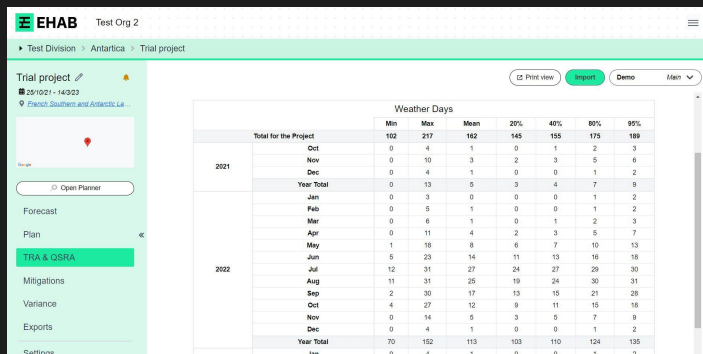 EHAB Test Org 2
Test Division > Antartica > Trial project
Trial project
25/10/21 - 14/3/23
French Southern and Antarctic La...
Google
Open Planner
Forecast
Plan
TRA & QSRA
Mitigations
Variance
Exports
Settings
Print view Import Demo Main
Weather Days
Min Max Mean 20% 40% 80% 95%
Total for the Project 102 217 162 145 155 175 189
2021
Oct 0 4 1 0 1 2 3
Nov 0 10 3 2 3 5 6
Dec 0 4 1 0 0 1 2
Year Total 0 13 5 3 4 7 9
2022
Jan 0 3 0 0 0 1 2
Feb 0 5 1 0 0 1 2
Mar 0 6 1 0 1 2 3
Apr 0 11 4 2 3 5 7
May 1 18 8 6 7 10 13
Jun 5 23 14 11 13 16 18
Jul 12 31 27 24 27 29 30
Aug 11 31 25 19 24 30 31
Sep 2 30 17 13 15 21 28
Oct 4 27 12 9 11 15 18
Nov 0 14 5 3 5 7 9
Dec 0 4 1 0 0 1 2
Year Total 70 152 113 103 110 124 135
Jan 0 4 1 0 0 1 2